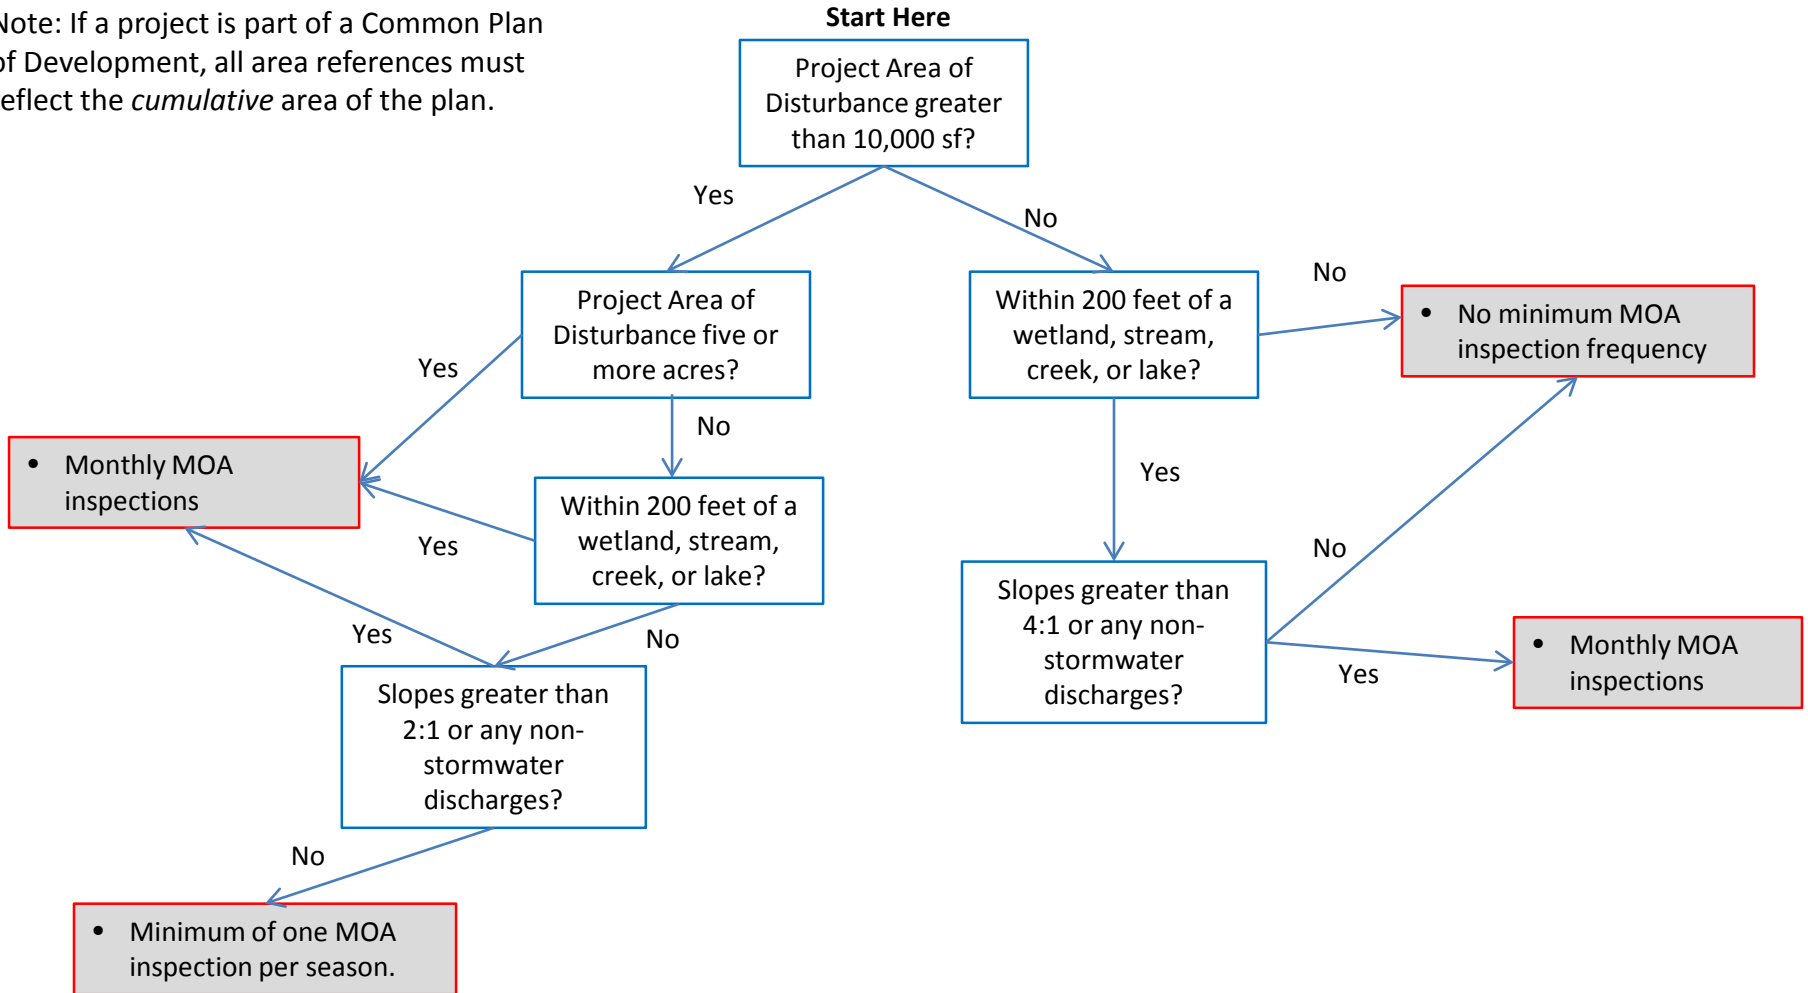 Note: If a project is part of a Common Plan
of Development, all area references must
reflect the cumulative area of the plan.
Start Here
Project Area of
Disturbance greater
than 10,000 sf?
Yes
No
Project Area of
Disturbance five or
more acres?
Within 200 feet of a
wetland, stream,
creek, or lake?
No
• No minimum MOA
inspection frequency
Yes
No
• Monthly MOA
inspections
Yes
Within 200 feet of a
wetland, stream,
creek, or lake?
Yes
No
Slopes greater than
4:1 or any non-
stormwater
discharges?
Yes
No
Yes
• Monthly MOA
inspections
Slopes greater than
2:1 or any non-
stormwater
discharges?
No
• Minimum of one MOA
inspection per season.